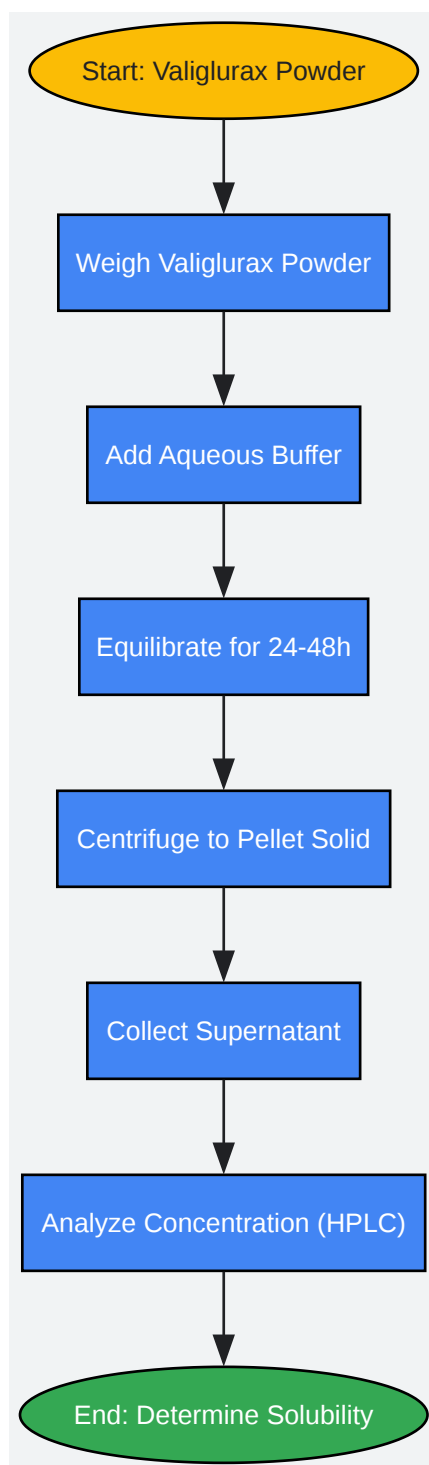 Start: Valiglurax Powder
Weigh Valiglurax Powder
Add Aqueous Buffer
Equilibrate for 24-48h
Centrifuge to Pellet Solid
Collect Supernatant
Analyze Concentration (HPLC)
End: Determine Solubility